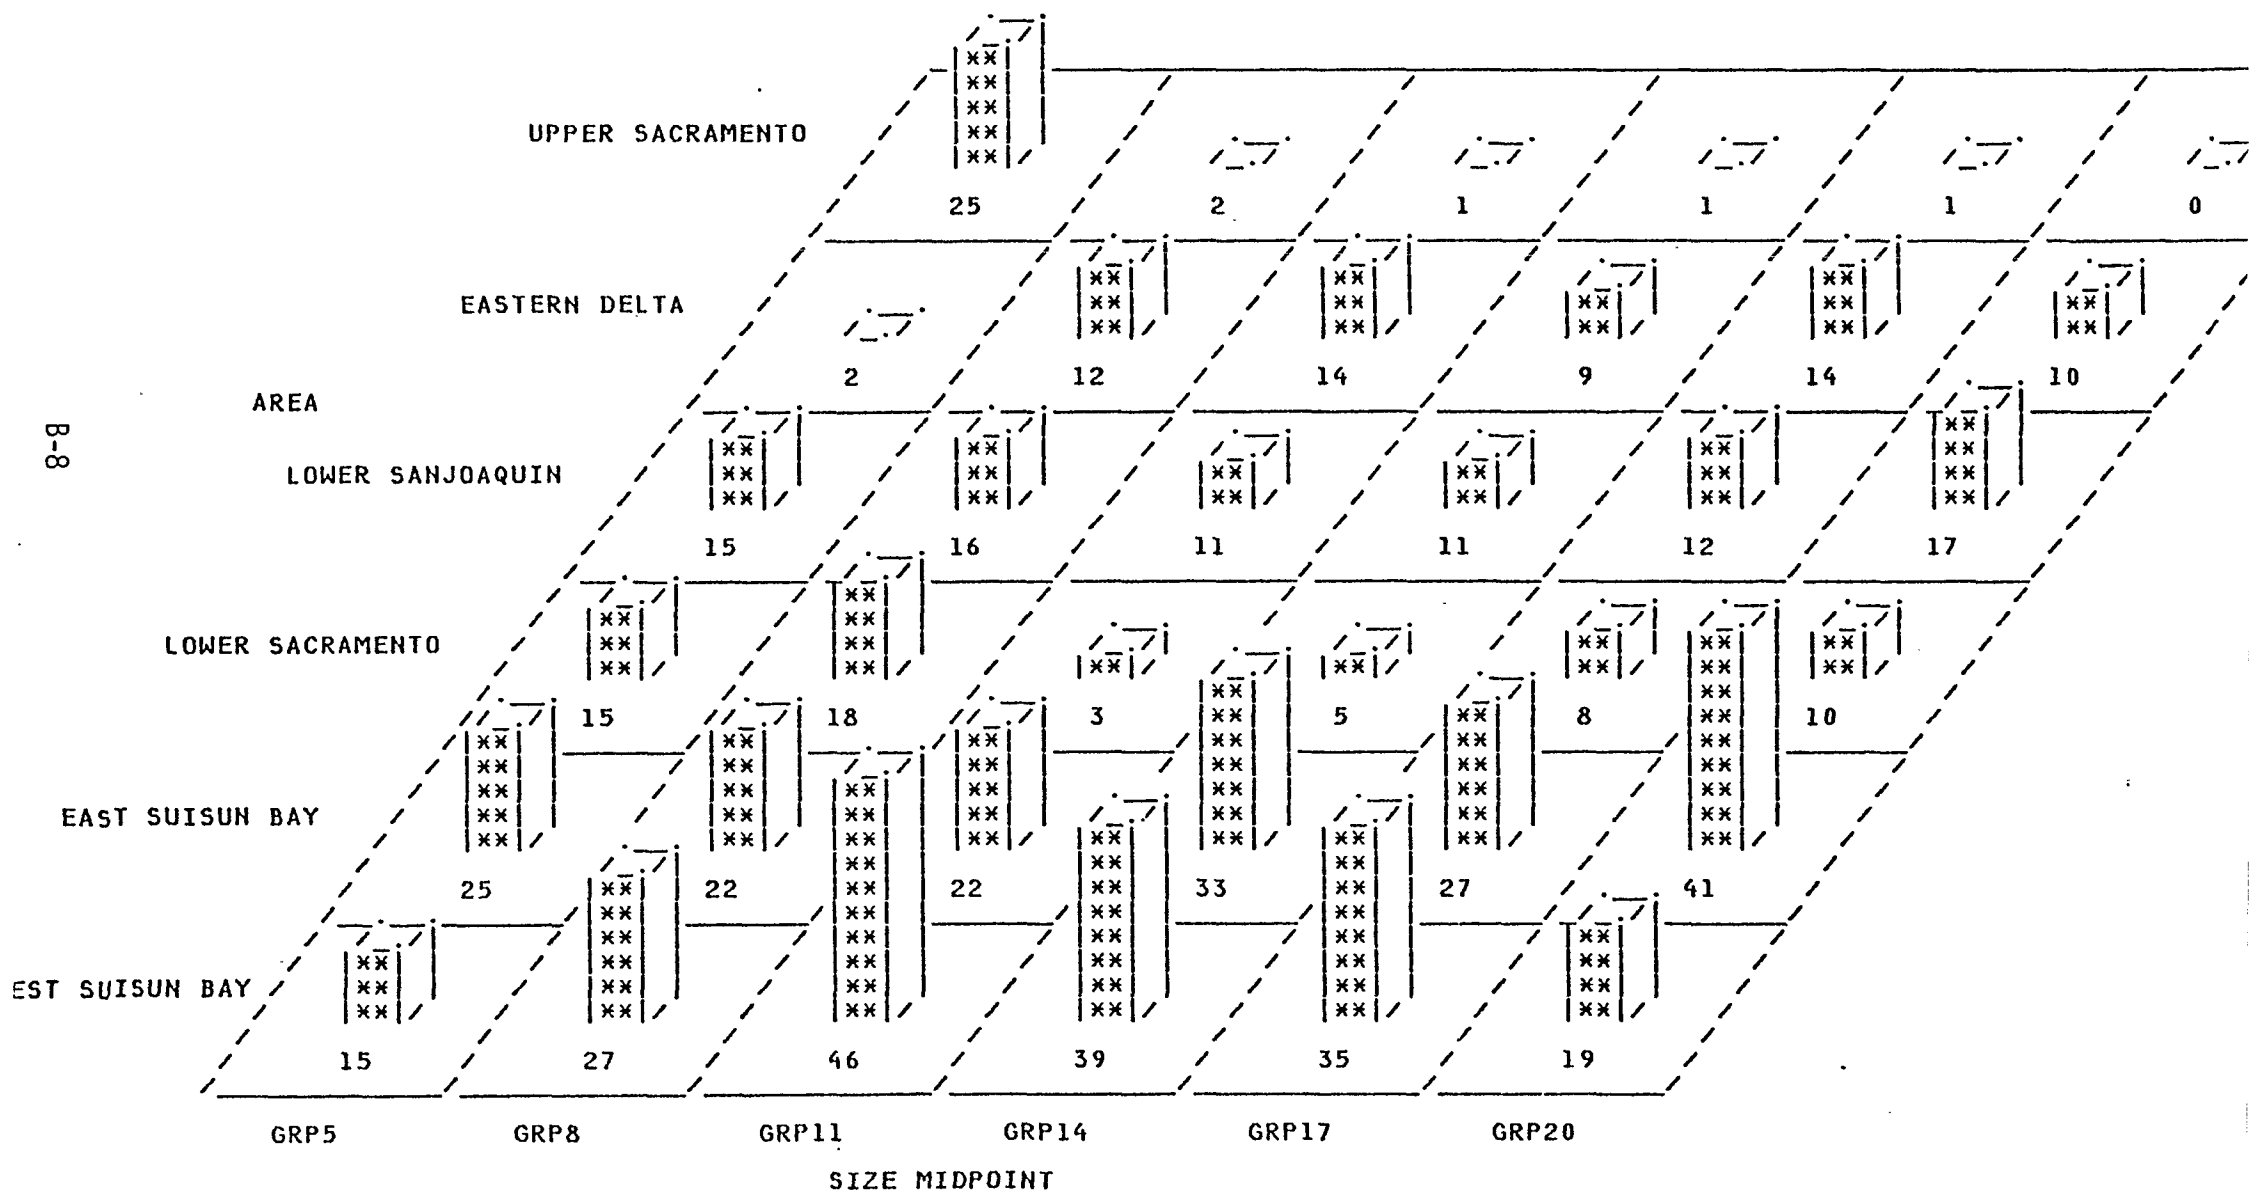 UPPER SACRAMENTO
25 2 1 1 1 0
EASTERN DELTA
2 12 14 9 14 10
AREA
B-8
LOWER SANJOAQUIN
15 16 11 11 12 17
LOWER SACRAMENTO
15 18 3 5 8 10
EAST SUISUN BAY
25 22 22 33 27 41
EST SUISUN BAY
15 27 46 39 35 19
GRP5 GRP8 GRP11 GRP14 GRP17 GRP20
SIZE MIDPOINT